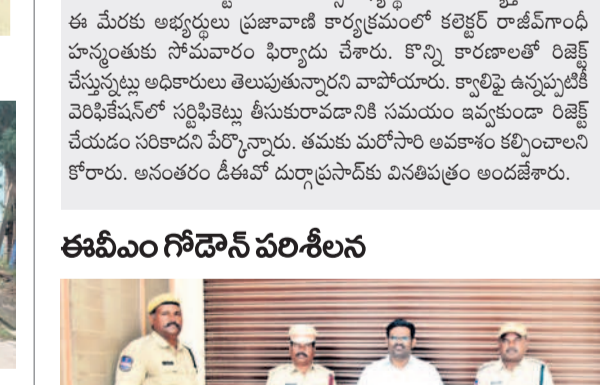 ఈ మేరకు అభ్యర్థులు ప్రజావాణి కార్యక్రమంలో కలెక్టర్ రాజీవ్‌గాంధీ
హన్మంతుకు సోమవారం ఫిర్యాదు చేశారు. కొన్ని కారణాలతో రిజెక్ట్
చేస్తున్నట్లు అధికారులు తెలుపుతున్నారని వాపోయారు. క్వాలిఫై ఉన్నప్పటికీ
వెరిఫికేషన్‌లో సర్టిఫికెట్లు తీసుకురావడానికి సమయం ఇవ్వకుండా రిజెక్ట్
చేయడం సరికాదని పేర్కొన్నారు. తమకు మరోసారి అవకాశం కల్పించాలని
కోరారు. అనంతరం డీఈవో దుర్గాప్రసాద్‌కు వినతిపత్రం అందజేశారు.
ఈవీఎం గోడౌన్ పరిశీలన